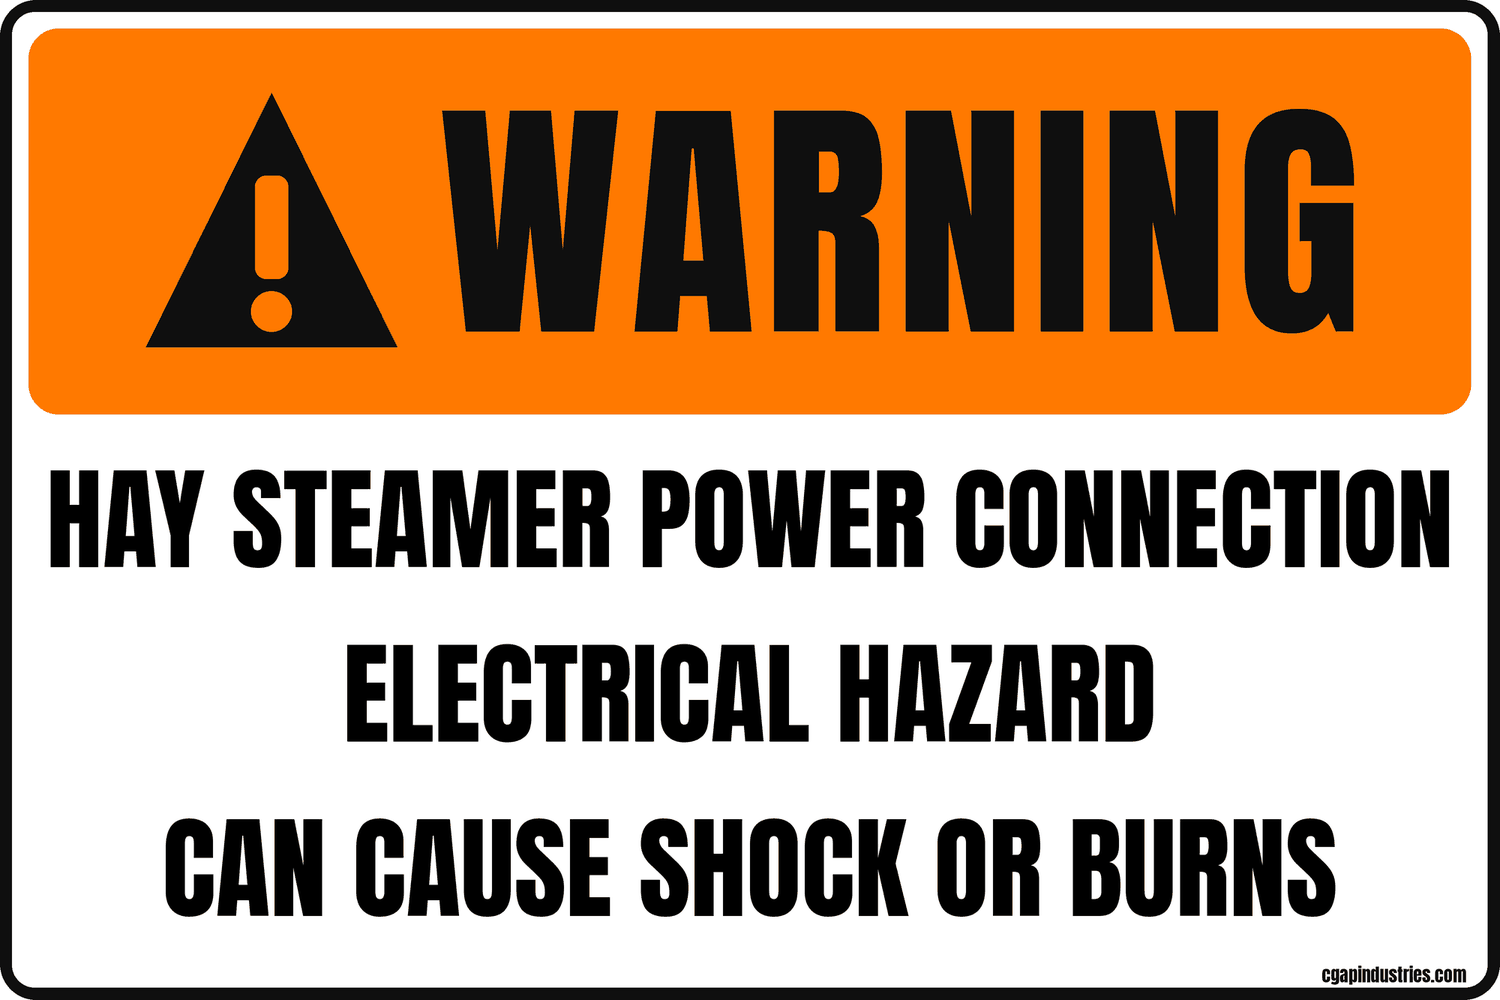 WARNING
HAY STEAMER POWER CONNECTION
ELECTRICAL HAZARD
CAN CAUSE SHOCK OR BURNS
cgapindustries.com